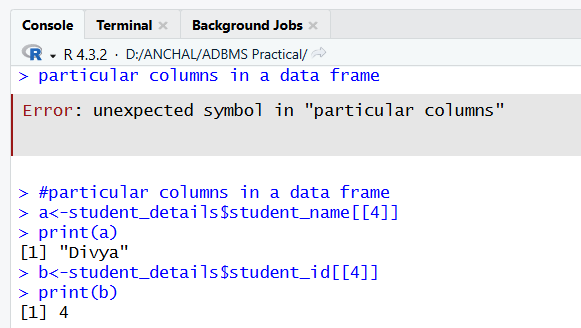 Console Terminal Background Jobs
R R 4.3.2 · D:/ANCHAL/ADBMS Practical/
> particular columns in a data frame
Error: unexpected symbol in "particular columns"
> #particular columns in a data frame
> a<-student_details$student_name[[4]]
> print(a)
[1] "Divya"
> b<-student_details$student_id[[4]]
> print(b)
[1] 4